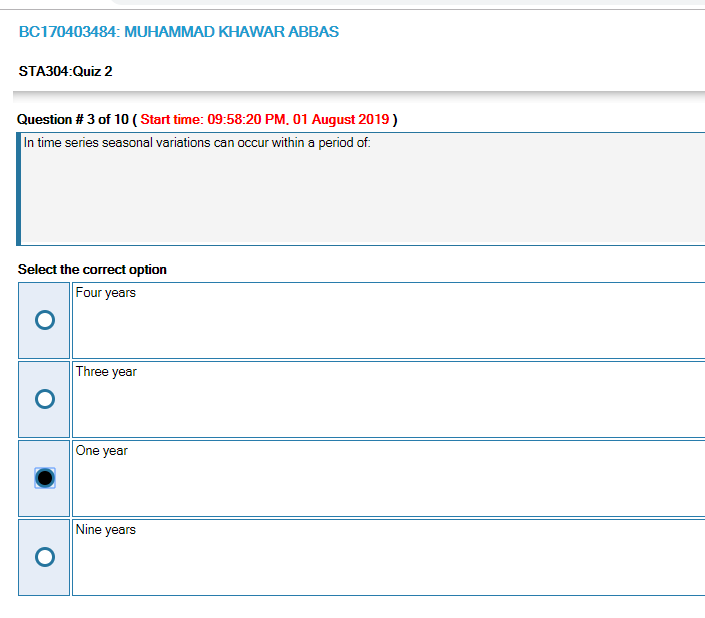 BC170403484: MUHAMMAD KHAWAR ABBAS
STA304:Quiz 2
Question # 3 of 10 ( Start time: 09:58:20 PM, 01 August 2019 )
In time series seasonal variations can occur within a period of:
Select the correct option
Four years
Three year
One year
Nine years